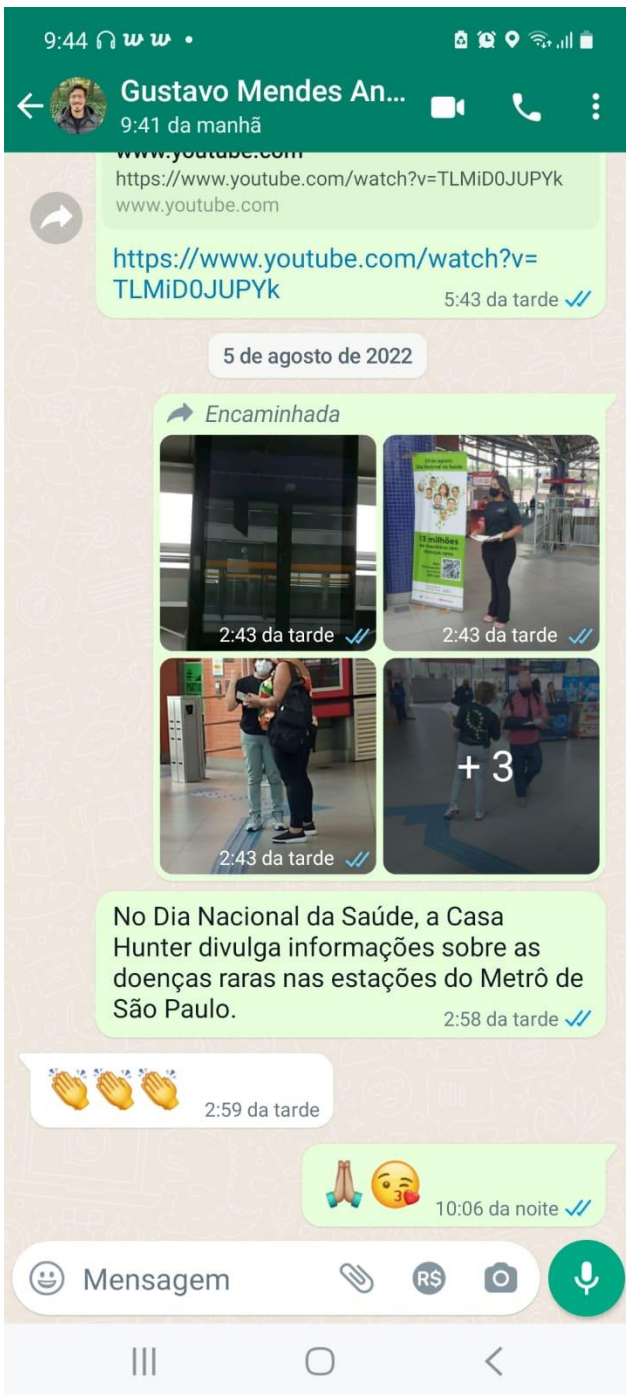 9:44
Gustavo Mendes An...
9:41 da manhã
www.youtube.com
https://www.youtube.com/watch?v=TLMiD0JUPYk
www.youtube.com
https://www.youtube.com/watch?v=
TLMiD0JUPYk
5:43 da tarde
5 de agosto de 2022
Encaminhada
13 milhões
2:43 da tarde
2:43 da tarde
2:43 da tarde
+ 3
No Dia Nacional da Saúde, a Casa
Hunter divulga informações sobre as
doenças raras nas estações do Metrô de
São Paulo.
2:58 da tarde
2:59 da tarde
10:06 da noite
Mensagem
R$